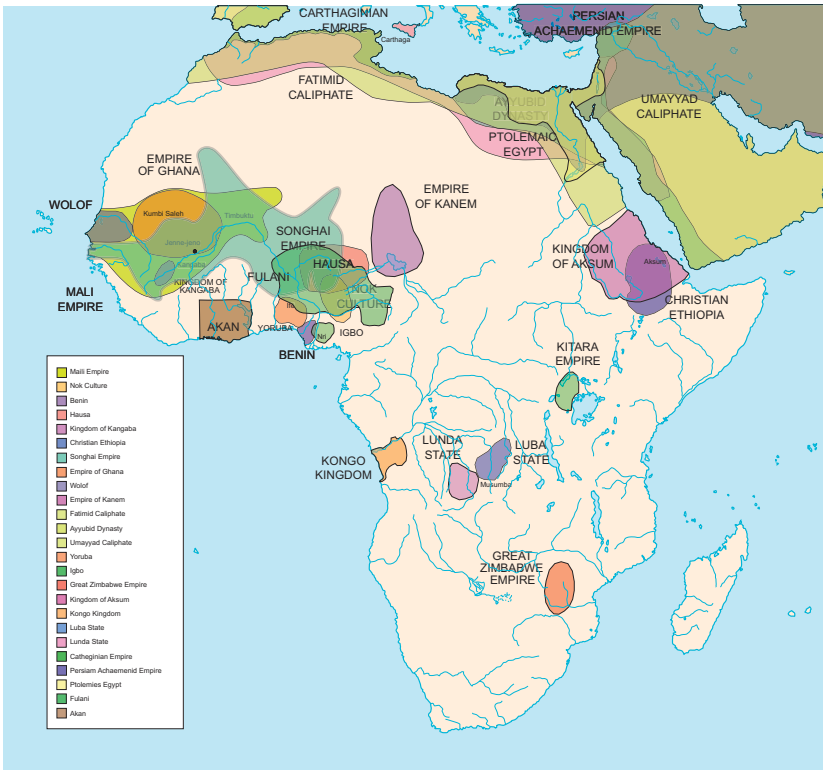 CARTHAGINIAN
EMPIRE
Carthaga
PERSIAN
ACHAEMENID EMPIRE
FATIMID
CALIPHATE
AYYUBID
DYNASTY
UMAYYAD
CALIPHATE
PTOLEMAIC
EGYPT
EMPIRE
OF GHANA
WOLOF
Kumbi Saleh
Timbuktu
EMPIRE
OF KANEM
SONGHAI
EMPIRE
Jenne-jeno
Kangaba
KINGDOM OF
KANGABA
FULANI
HAUSA
NOK
CULTURE
KINGDOM
OF AKSUM
Aksum
CHRISTIAN
ETHIOPIA
MALI
EMPIRE
AKAN
YORUBA
Nri
IGBO
BENIN
KITARA
EMPIRE
KONGO
KINGDOM
LUNDA
STATE
LUBA
STATE
Musumba
GREAT
ZIMBABWE
EMPIRE
Maili Empire
Nok Culture
Benin
Hausa
Kingdom of Kangaba
Christian Ethiopia
Songhai Empire
Empire of Ghana
Wolof
Empire of Kanem
Fatimid Caliphate
Ayyubid Dynasty
Umayyad Caliphate
Yoruba
Igbo
Great Zimbabwe Empire
Kingdom of Aksum
Kongo Kingdom
Luba State
Lunda State
Catheginian Empire
Persiam Achaemenid Empire
Ptolemies Egypt
Fulani
Akan